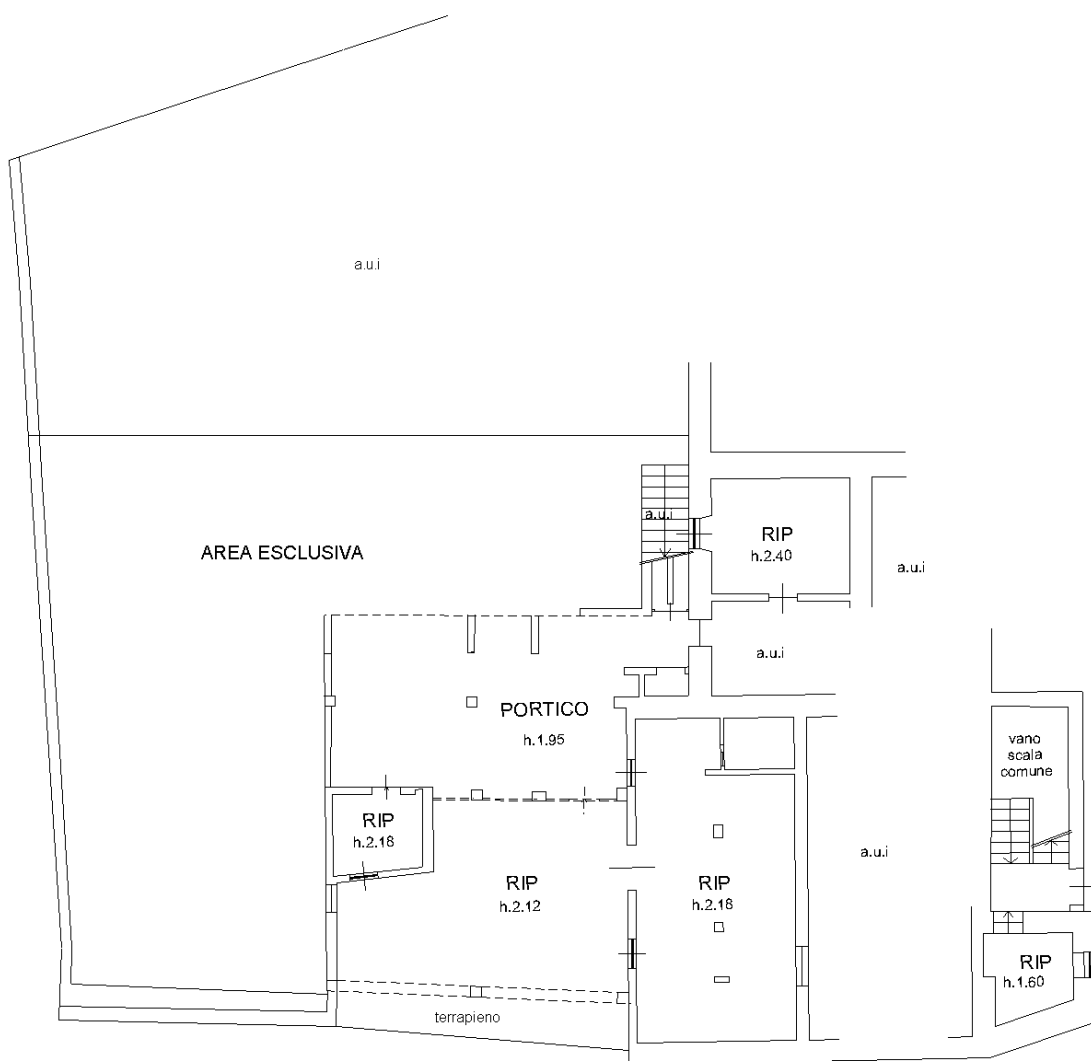 a.u.i
a.u.i
AREA ESCLUSIVA
RIP
h.2.40
a.u.i
a.u.i
PORTICO
h.1.95
vano
scala
comune
RIP
h.2.18
a.u.i
RIP
h.2.12
RIP
h.2.18
RIP
h.1.60
terrapieno